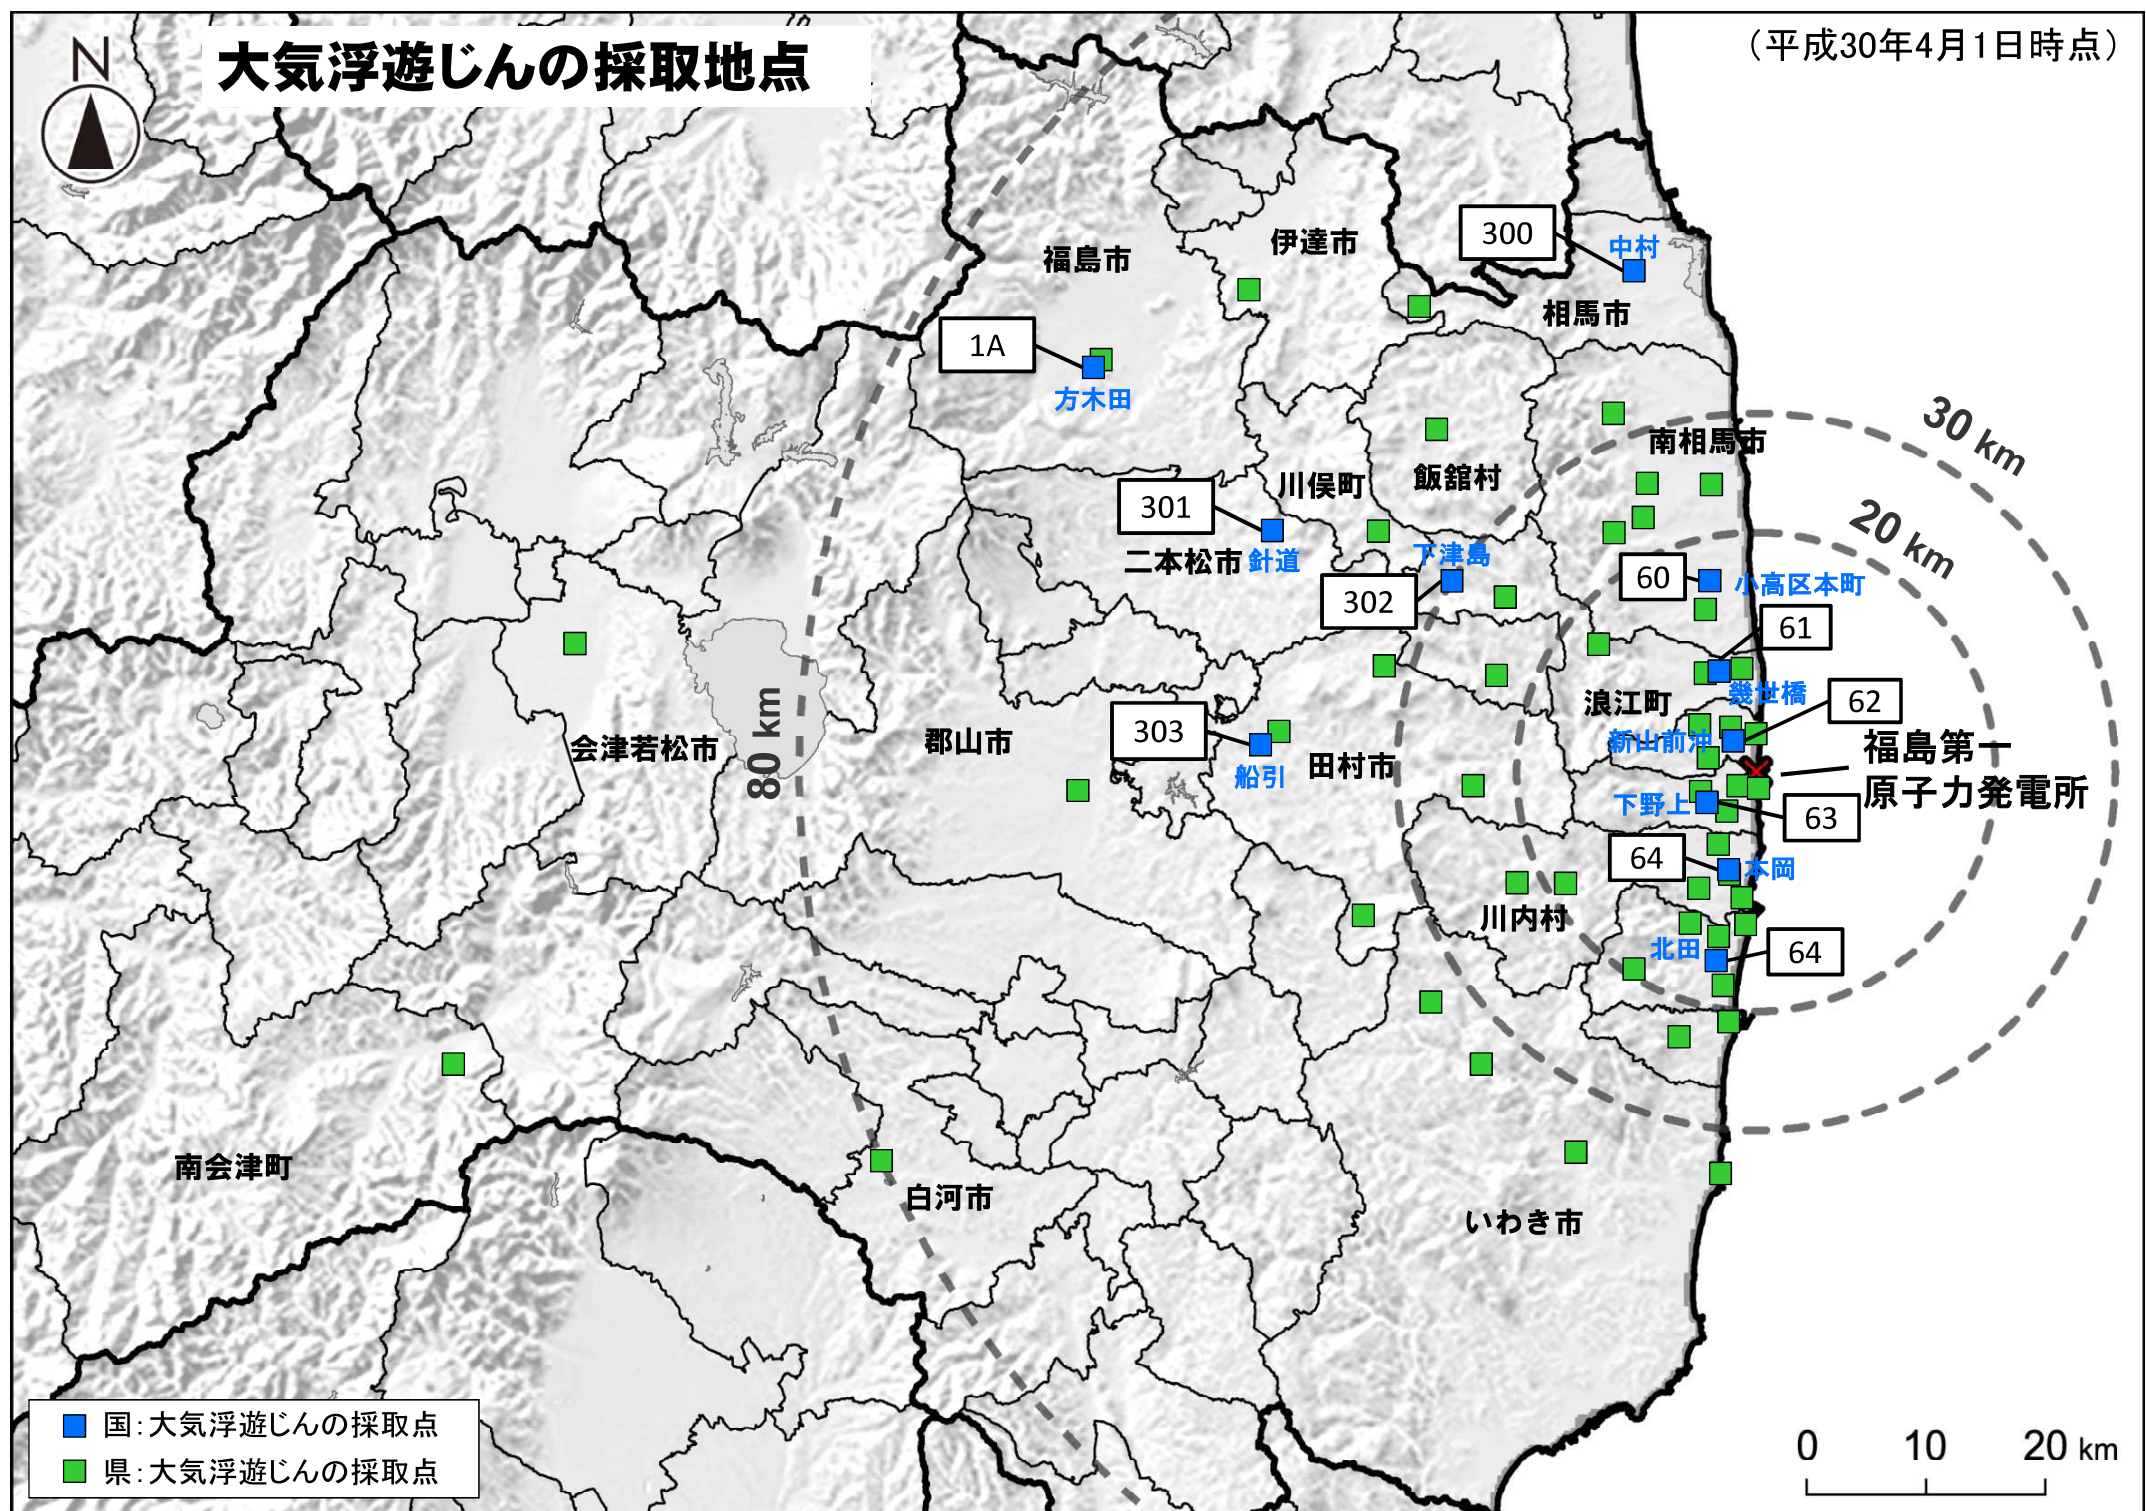 N
大気浮遊じんの採取地点
（平成30年4月1日時点）
300
中村
伊達市
福島市
相馬市
1A
方木田
30 km
南相馬市
飯舘村
川俣町
301
20 km
二本松市
針道
下津島
302
60
小高区本町
61
幾世橋
浪江町
62
303
船引
田村市
郡山市
会津若松市
80 km
新山前沖
福島第一
原子力発電所
下野上
63
64
本岡
川内村
北田
64
南会津町
白河市
いわき市
国：大気浮遊じんの採取点
県：大気浮遊じんの採取点
0 10 20 km